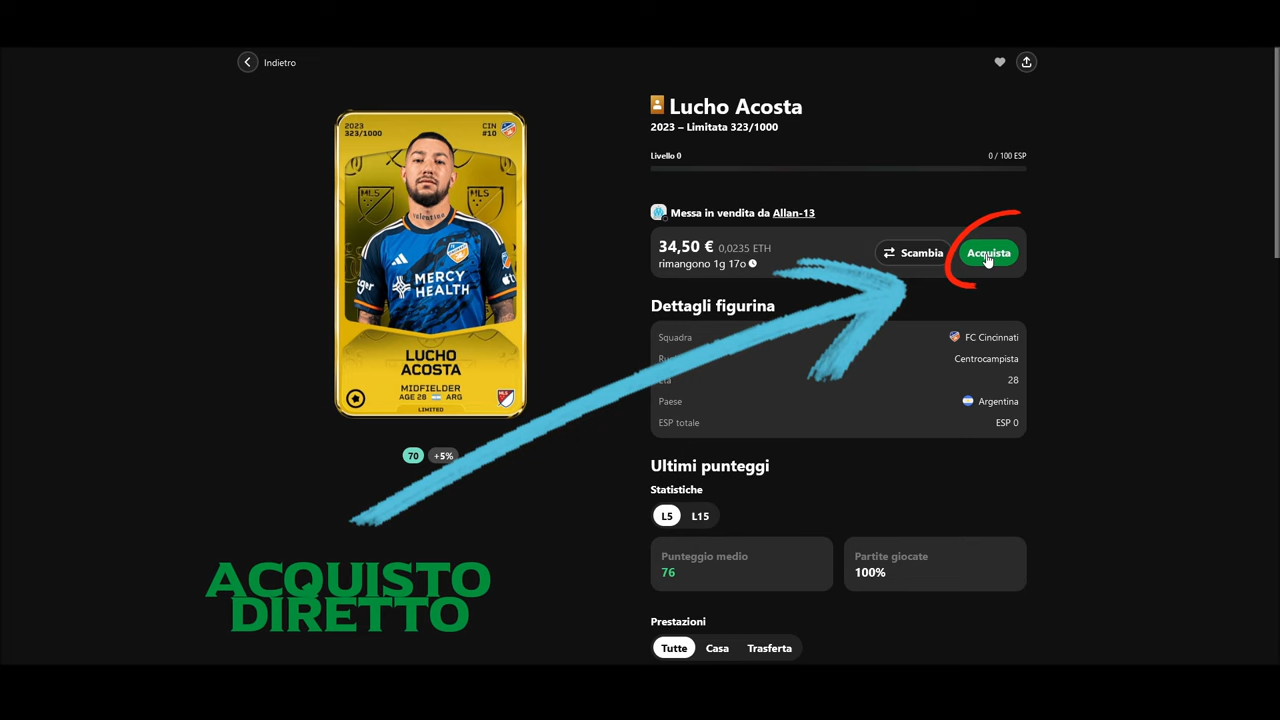 Indietro
2023
323/1000
CIN
#10
MLS
MLS
Valentino
MERCY
HEALTH
LUCHO
ACOSTA
MIDFIELDER
AGE 28 ARG
LIMITED
70 +5%
ACQUISTO
DIRETTO
Lucho Acosta
2023 – Limitata 323/1000
Livello 0 0 / 100 ESP
Messa in vendita da Allan-13
34,50 € 0,0235 ETH
rimangono 1g 17o
Scambia
Acquista
Dettagli figurina
Squadra FC Cincinnati
Centrocampista
28
Paese Argentina
ESP totale ESP 0
Ultimi punteggi
Statistiche
L5 L15
Punteggio medio
76
Partite giocate
100%
Prestazioni
Tutte Casa Trasferta